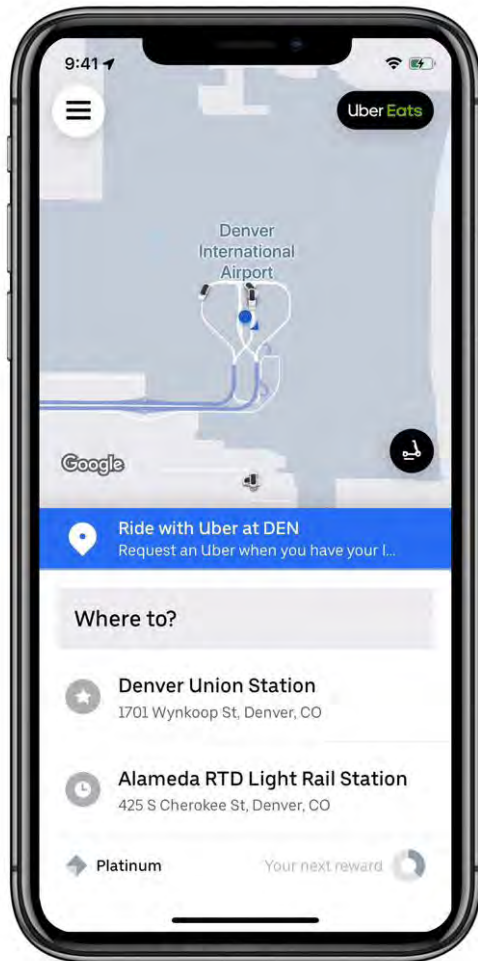 9:41
Uber Eats
Denver
International
Airport
Google
Ride with Uber at DEN
Request an Uber when you have your l...
Where to?
Denver Union Station
1701 Wynkoop St, Denver, CO
Alameda RTD Light Rail Station
425 S Cherokee St, Denver, CO
Platinum
Your next reward